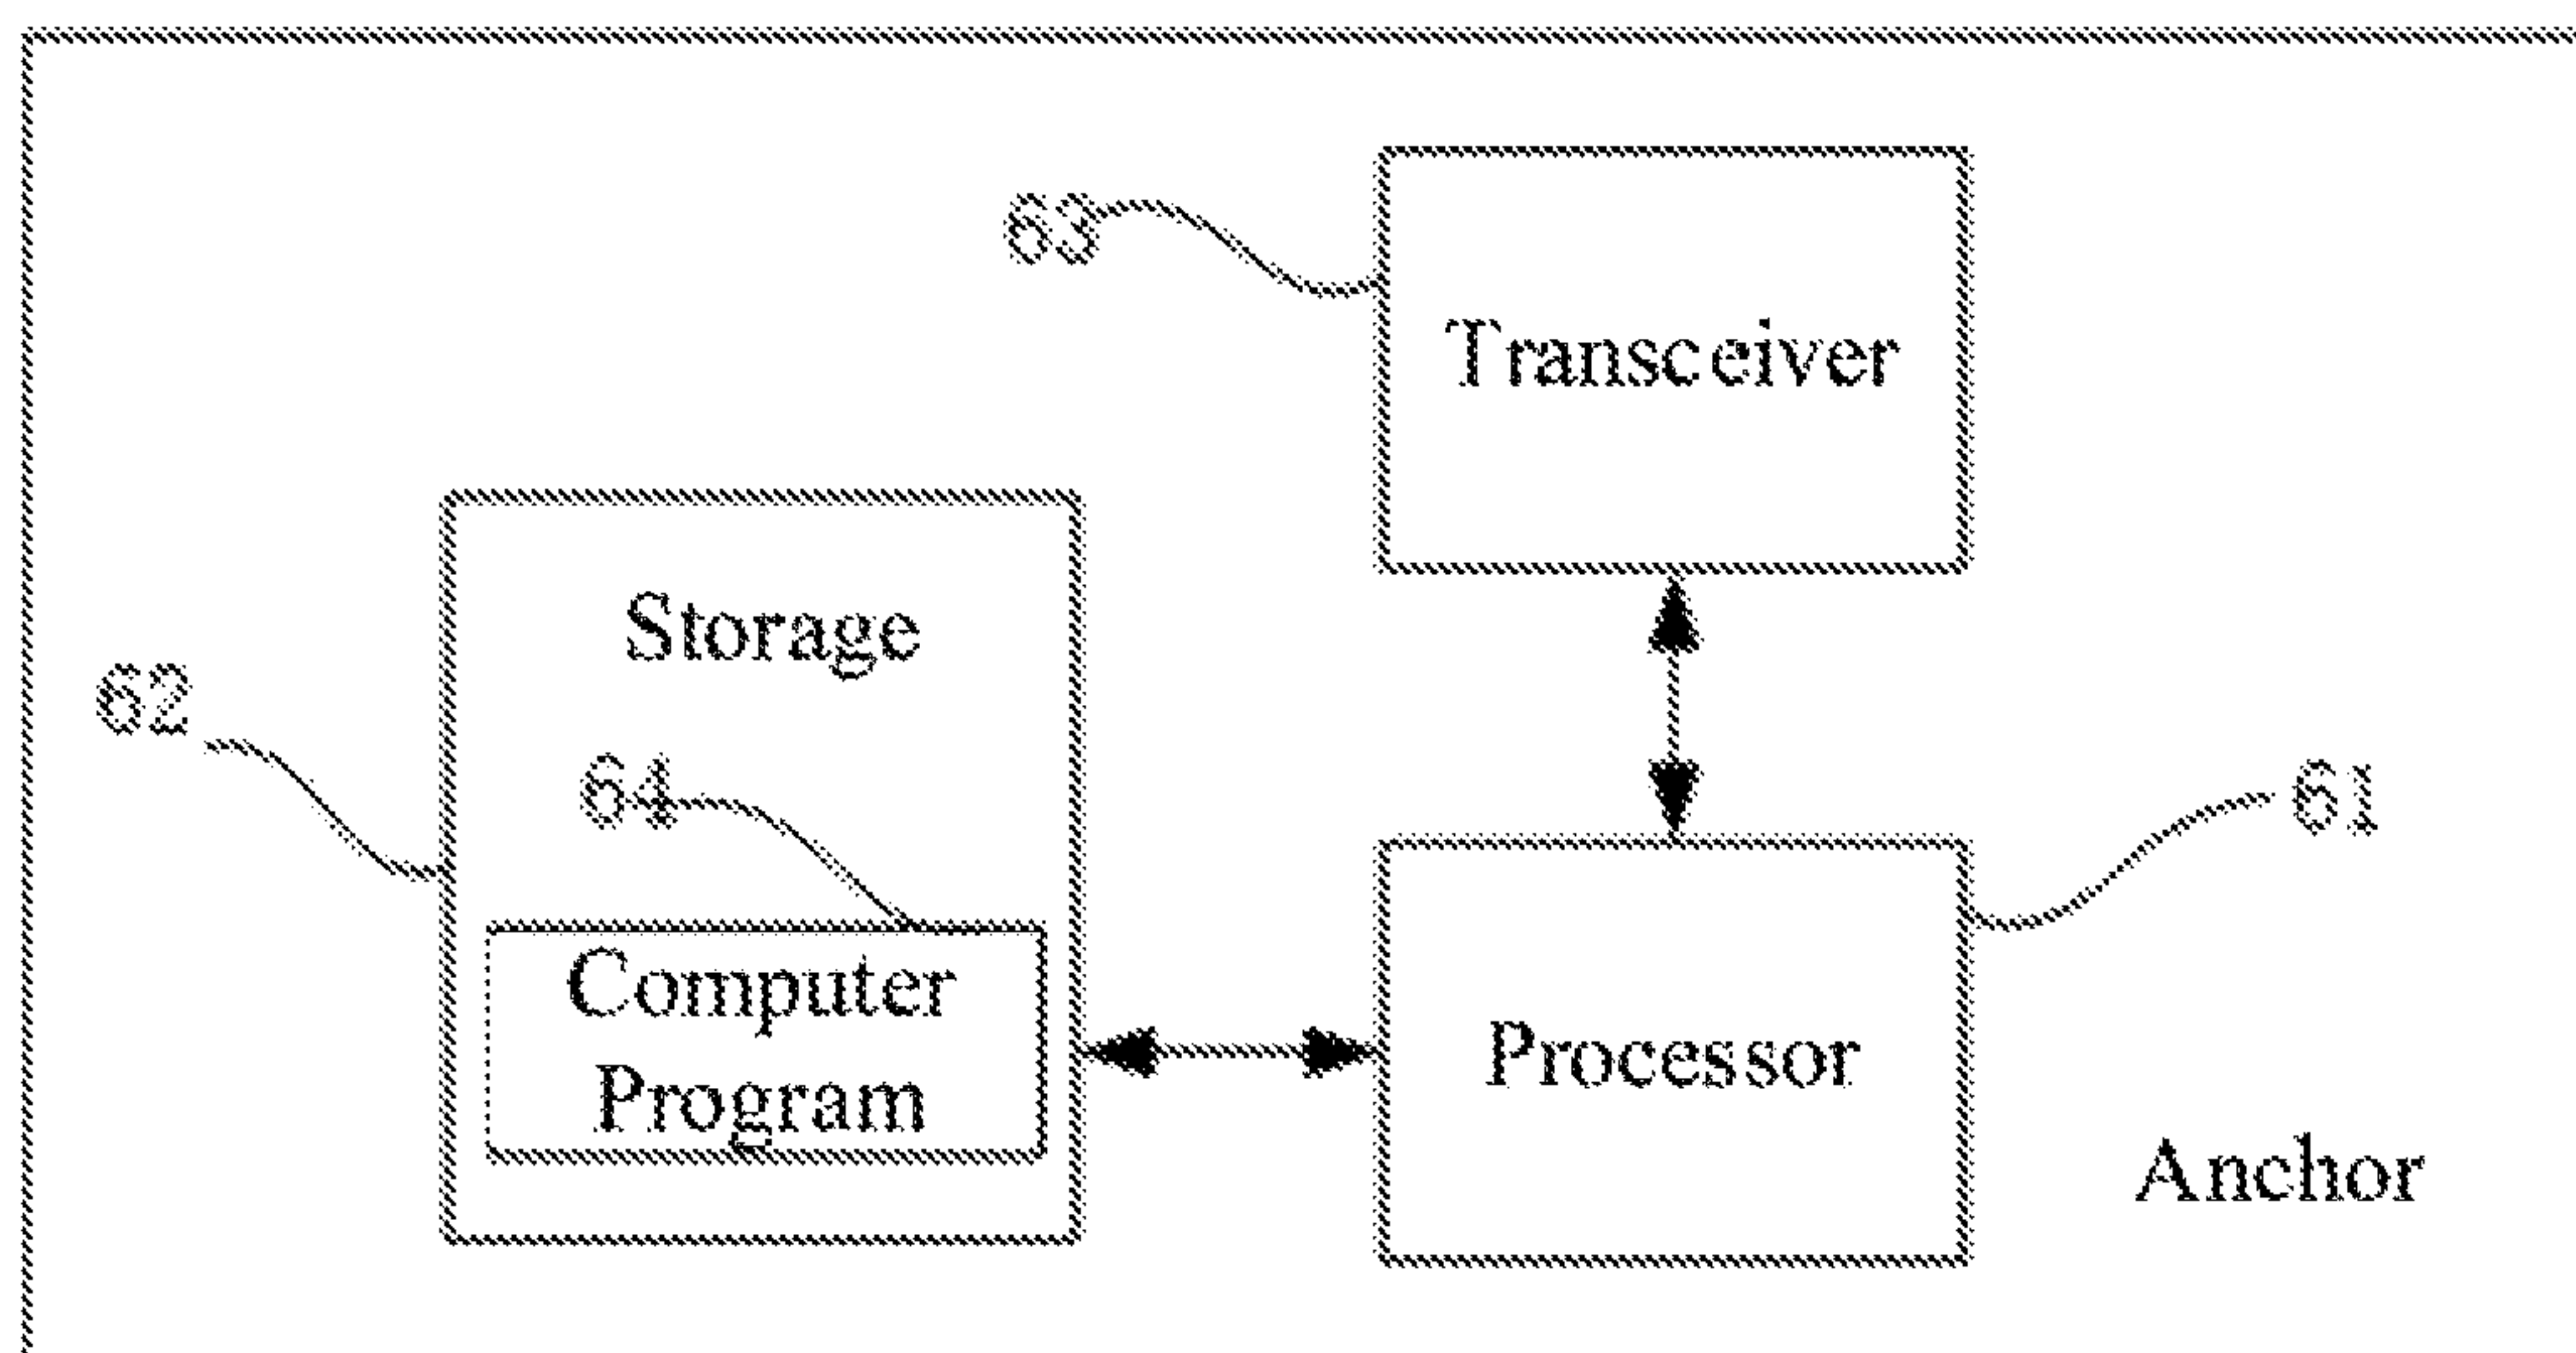 63
Transceiver
Storage
62
64
61
Computer
Program
Processor
Anchor